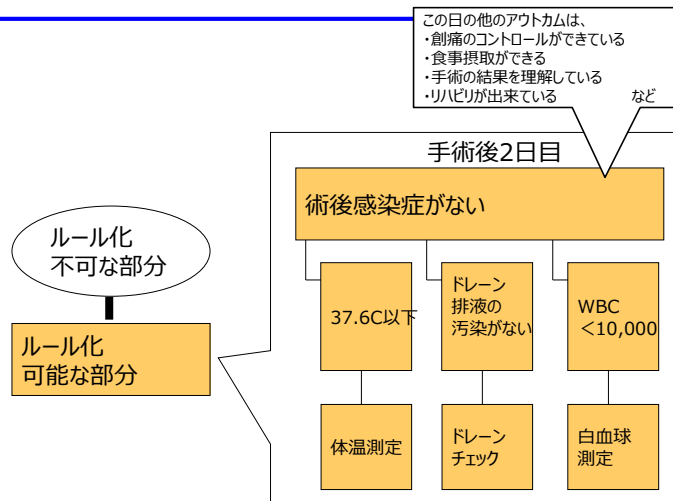 この日の他のアウトカムは、
・創痛のコントロールができている
・食事摂取ができる
・手術の結果を理解している
・リハビリが出来ている など
手術後2日目
術後感染症がない
ルール化
不可な部分
ルール化
可能な部分
37.6C以下
ドレーン
排液の
汚染がない
WBC
＜10,000
体温測定
ドレーン
チェック
白血球
測定